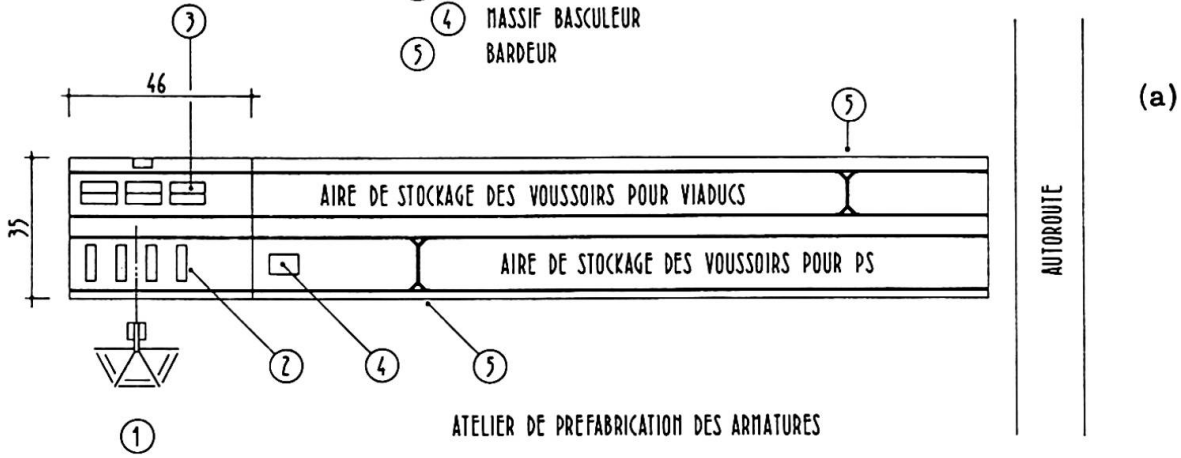 ④ MASSIF BASCULEUR
⑤ BARDEUR
③
46
⑤
(a)
35
AIRE DE STOCKAGE DES VOUSSOIRS POUR VIADUCS
AIRE DE STOCKAGE DES VOUSSOIRS POUR PS
AUTOROUTE
②
④
⑤
①
ATELIER DE PREFABRICATION DES ARMATURES